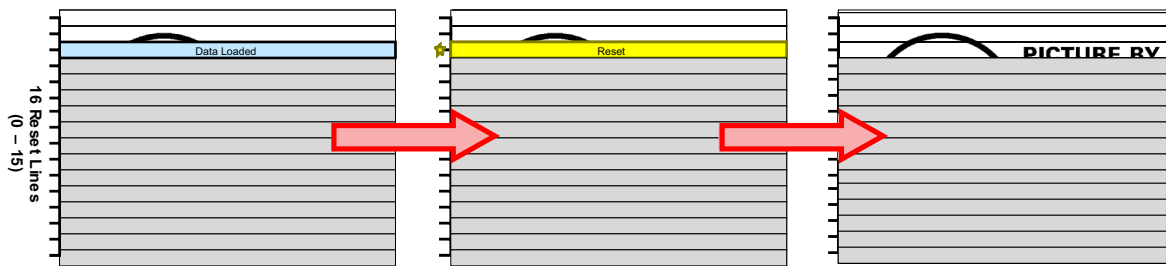 16 Reset Lines
(0 – 15)
Data Loaded
Reset
PICTURE BY